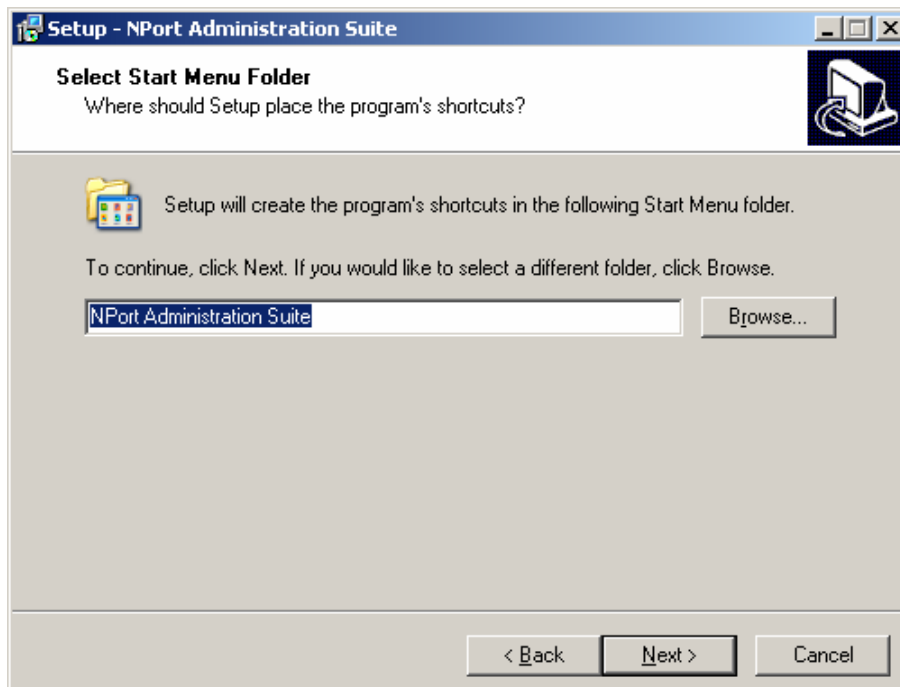 Setup - NPort Administration Suite
Select Start Menu Folder
Where should Setup place the program's shortcuts?
Setup will create the program's shortcuts in the following Start Menu folder.
To continue, click Next. If you would like to select a different folder, click Browse.
NPort Administration Suite
Browse...
< Back
Next >
Cancel